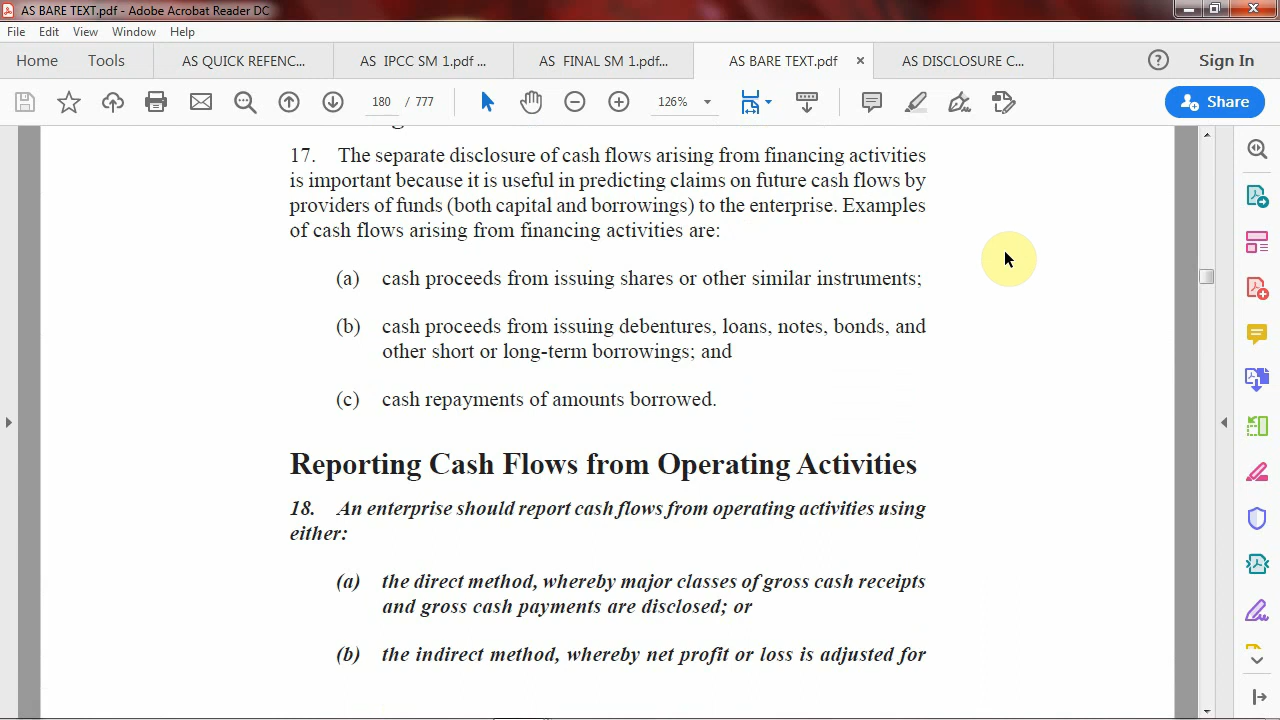 AS BARE TEXT.pdf - Adobe Acrobat Reader DC
File Edit View Window Help
Home Tools AS QUICK REFENC... AS IPCC SM 1.pdf ... AS FINAL SM 1.pdf... AS BARE TEXT.pdf × AS DISCLOSURE C... Sign In
180 / 777 126% Share
17. The separate disclosure of cash flows arising from financing activities
is important because it is useful in predicting claims on future cash flows by
providers of funds (both capital and borrowings) to the enterprise. Examples
of cash flows arising from financing activities are:
(a) cash proceeds from issuing shares or other similar instruments;
(b) cash proceeds from issuing debentures, loans, notes, bonds, and
other short or long-term borrowings; and
(c) cash repayments of amounts borrowed.
Reporting Cash Flows from Operating Activities
18. An enterprise should report cash flows from operating activities using
either:
(a) the direct method, whereby major classes of gross cash receipts
and gross cash payments are disclosed; or
(b) the indirect method, whereby net profit or loss is adjusted for